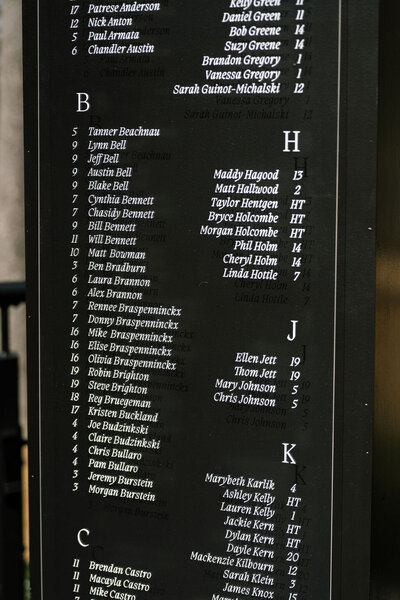 17 Patrese Anderson
12 Nick Anton
5 Paul Armata
6 Chandler Austin
B
5 Tanner Beachnau
9 Lynn Bell
9 Jeff Bell
9 Austin Bell
9 Blake Bell
7 Cynthia Bennett
7 Chasidy Bennett
9 Bill Bennett
11 Will Bennett
10 Matt Bowman
3 Ben Bradburn
6 Laura Brannon
6 Alex Brannon
7 Rennee Braspenninckx
7 Donny Braspenninckx
16 Mike Braspenninckx
16 Elise Braspenninckx
16 Olivia Braspenninckx
19 Robin Brighton
19 Steve Brighton
18 Reg Bruegeman
17 Kristen Buckland
4 Joe Budzinkski
4 Claire Budzinkski
4 Chris Bullaro
4 Pam Bullaro
3 Jeremy Burstein
3 Morgan Burstein
C
11 Brendan Castro
11 Macayla Castro
11 Mike Castro
Kelly Green 11
Daniel Green 11
Bob Greene 14
Suzy Greene 14
Brandon Gregory 1
Vanessa Gregory 1
Sarah Guinot-Michalski 12
H
Maddy Hagood 13
Matt Hallwood 2
Taylor Hentgen HT
Bryce Holcombe HT
Morgan Holcombe HT
Phil Holm 14
Cheryl Holm 14
Linda Hottle 7
J
Ellen Jett 19
Thom Jett 19
Mary Johnson 5
Chris Johnson 5
K
Marybeth Karlik 4
Ashley Kelly HT
Lauren Kelly 1
Jackie Kern HT
Dylan Kern HT
Dayle Kern 20
Mackenzie Kilbourn 12
Sarah Klein 3
James Knox 15